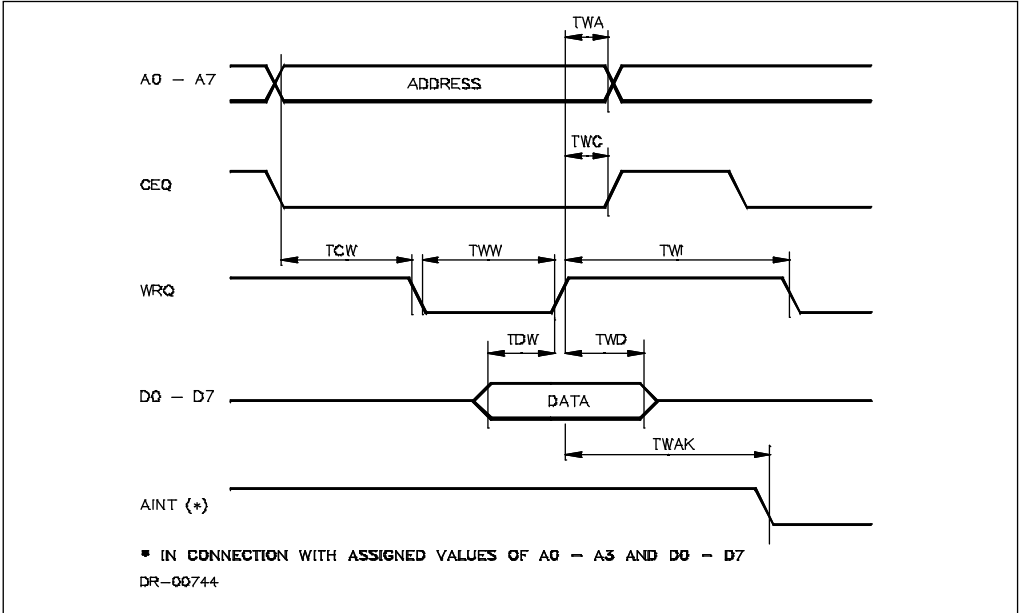 TWA
A0 - A7
ADDRESS
TWC
CEQ
TCW
TWW
TWI
WRQ
TDW
TWD
D0 - D7
DATA
TWAK
AINT (*)
* IN CONNECTION WITH ASSIGNED VALUES OF A0 - A3 AND D0 - D7
DR-00744